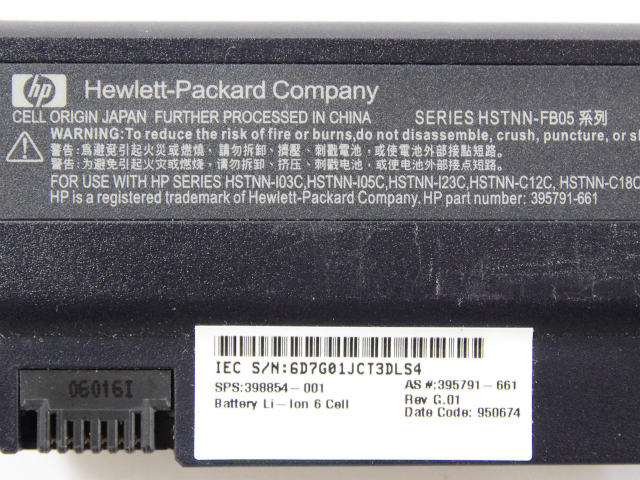 hp Hewlett-Packard Company
CELL ORIGIN JAPAN FURTHER PROCESSED IN CHINA SERIES HSTNN-FB05 系列
WARNING:To reduce the risk of fire or burns,do not disassemble, crush, puncture, or
警告:為避免引起火災或燃燒，請勿拆卸、擠壓、刺戳電池，或使電池外部接點短路。
警告:为避免引起火灾或燃烧，请勿拆卸、挤压、刺戳电池，或使电池外部接点短路。
FOR USE WITH HP SERIES HSTNN-I03C,HSTNN-I05C,HSTNN-I23C,HSTNN-C12C, HSTNN-C18C
HP is a registered trademark of Hewlett-Packard Company, HP part number: 395791-661
IEC S/N:6D7G01JCT3DLS4
SPS:398854-001 AS #:395791-661
Battery Li-Ion 6 Cell Rev G.01
Date Code: 950674
06016I